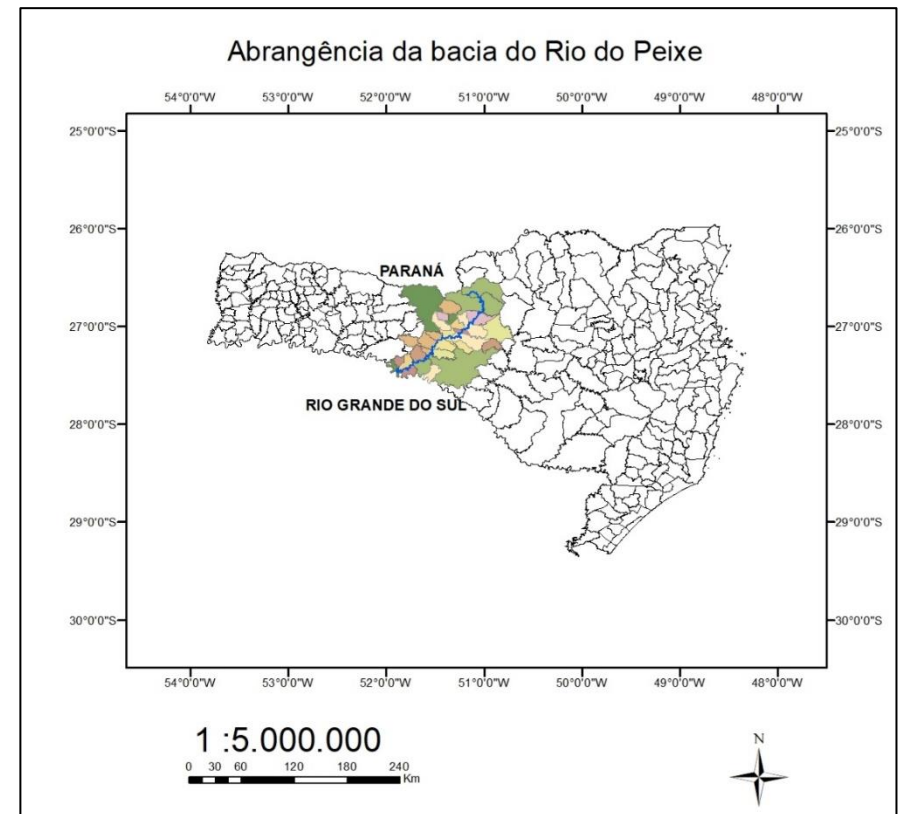 Abrangência da bacia do Rio do Peixe
54°0'0"W 53°0'0"W 52°0'0"W 51°0'0"W 50°0'0"W 49°0'0"W 48°0'0"W
25°0'0"S 25°0'0"S
26°0'0"S 26°0'0"S
PARANÁ
27°0'0"S 27°0'0"S
RIO GRANDE DO SUL
28°0'0"S 28°0'0"S
29°0'0"S 29°0'0"S
30°0'0"S 30°0'0"S
54°0'0"W 53°0'0"W 52°0'0"W 51°0'0"W 50°0'0"W 49°0'0"W 48°0'0"W
1 :5.000.000
0 30 60 120 180 240
Km
N